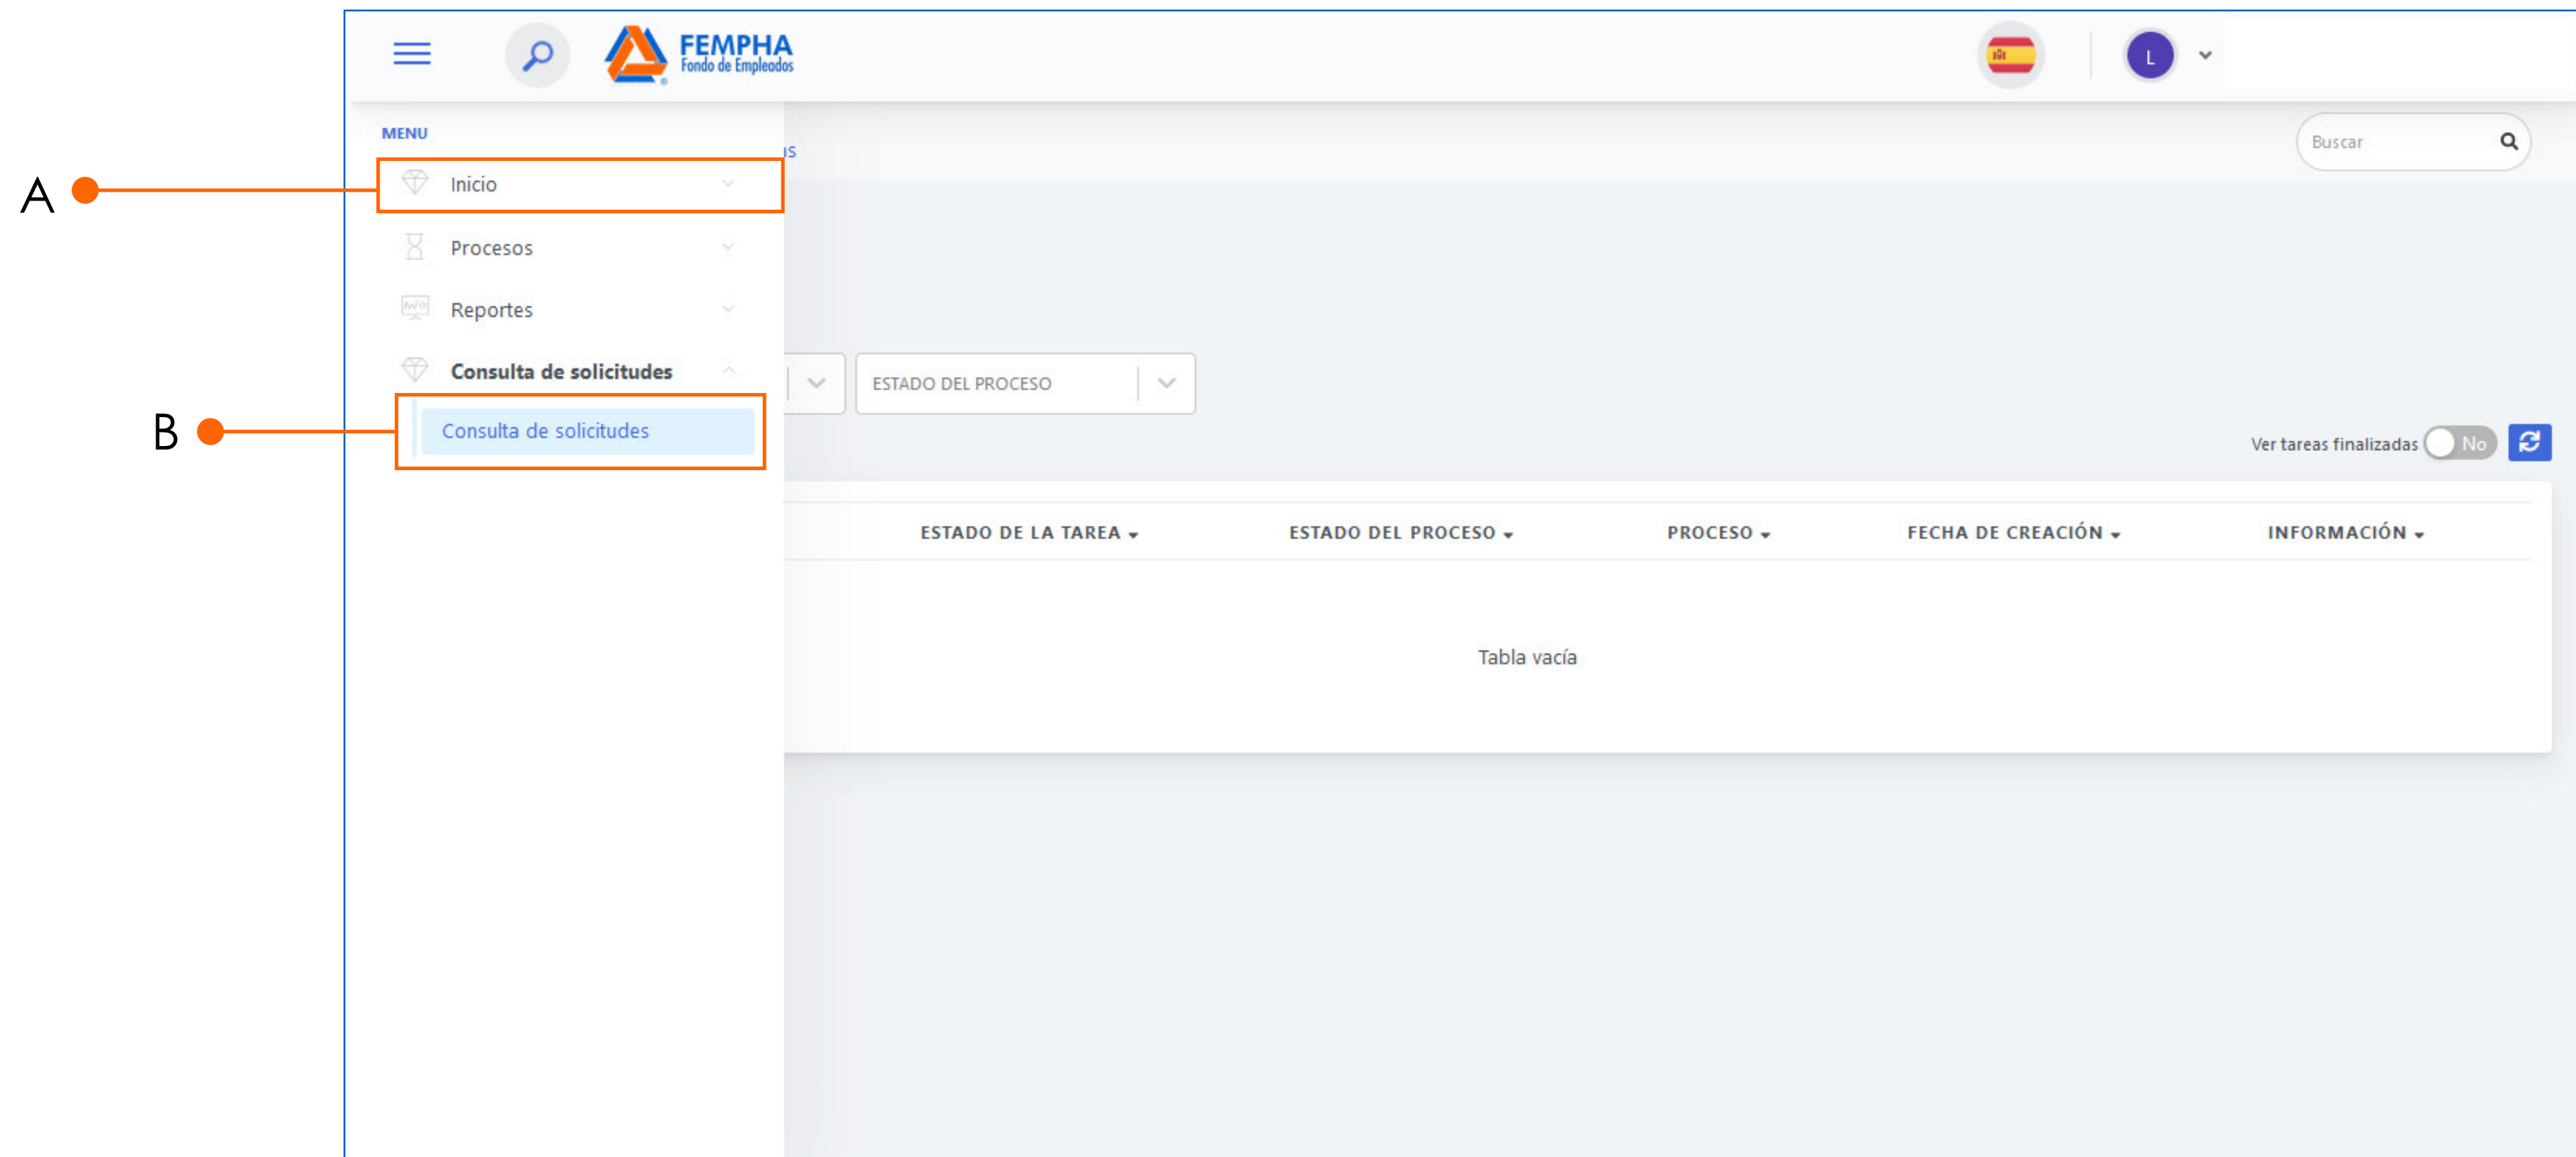 FEMPHA
Fondo de Empleados
L
MENU
as
Buscar
A
Inicio
Procesos
Reportes
Consulta de solicitudes
ESTADO DEL PROCESO
B
Consulta de solicitudes
Ver tareas finalizadas No
ESTADO DE LA TAREA ESTADO DEL PROCESO PROCESO FECHA DE CREACIÓN INFORMACIÓN
Tabla vacía